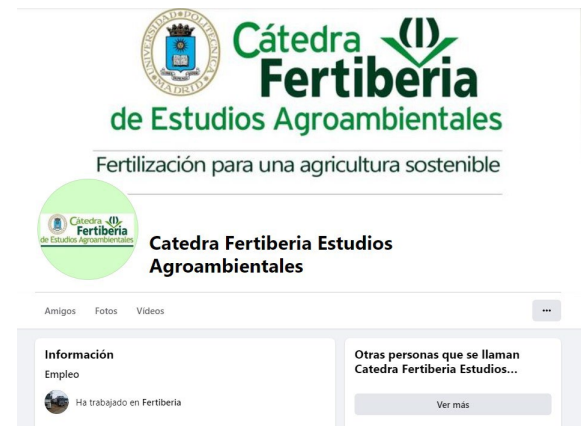 UNIVERSIDAD POLITÉCNICA
MADRID
Cátedra
Fertiberia
de Estudios Agroambientales
Fertilización para una agricultura sostenible
Cátedra
Fertiberia
de Estudios Agroambientales
Catedra Fertiberia Estudios
Agroambientales
Amigos Fotos Vídeos
Información
Empleo
Ha trabajado en Fertiberia
Otras personas que se llaman
Catedra Fertiberia Estudios...
Ver más